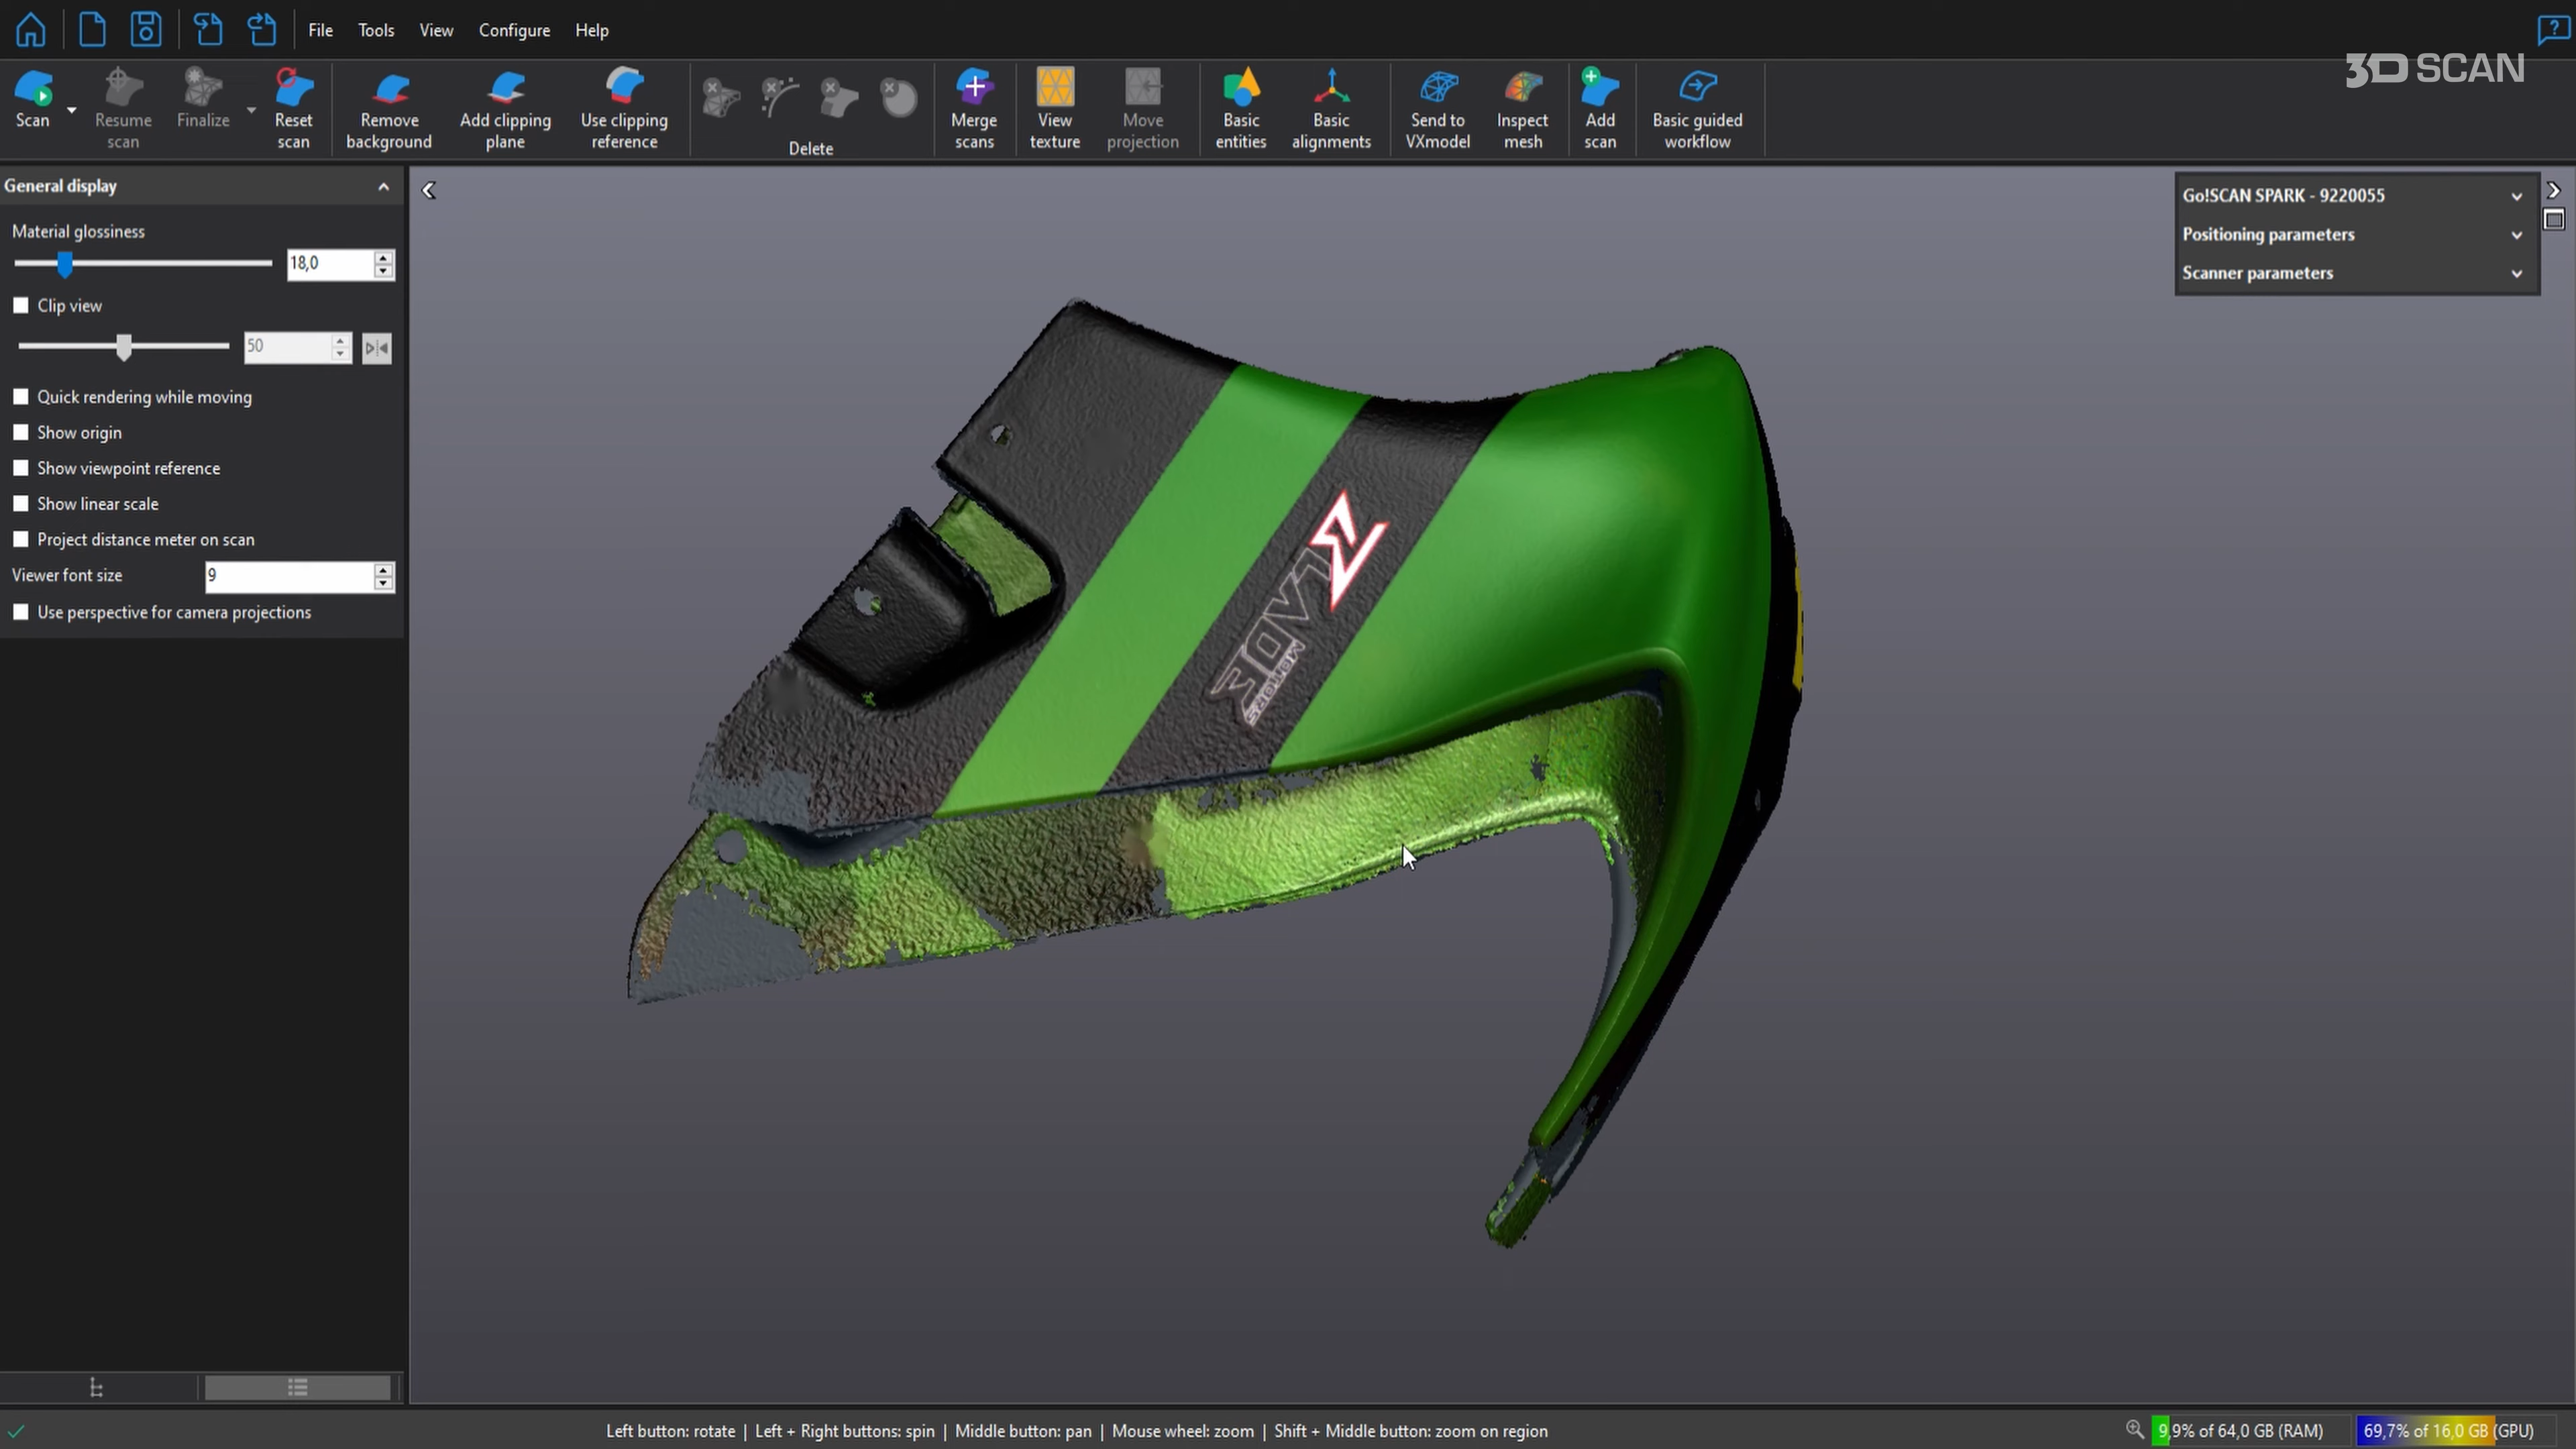 File Tools View Configure Help
3D SCAN
Scan
Resume scan
Finalize
Reset scan
Remove background
Add clipping plane
Use clipping reference
Delete
Merge scans
View texture
Move projection
Basic entities
Basic alignments
Send to VXmodel
Inspect mesh
Add scan
Basic guided workflow
General display
Material glossiness
18,0
Clip view
50
Quick rendering while moving
Show origin
Show viewpoint reference
Show linear scale
Project distance meter on scan
Viewer font size 9
Use perspective for camera projections
Go!SCAN SPARK - 9220055
Positioning parameters
Scanner parameters
Left button: rotate | Left + Right buttons: spin | Middle button: pan | Mouse wheel: zoom | Shift + Middle button: zoom on region
9,9% of 64,0 GB (RAM)
69,7% of 16,0 GB (GPU)